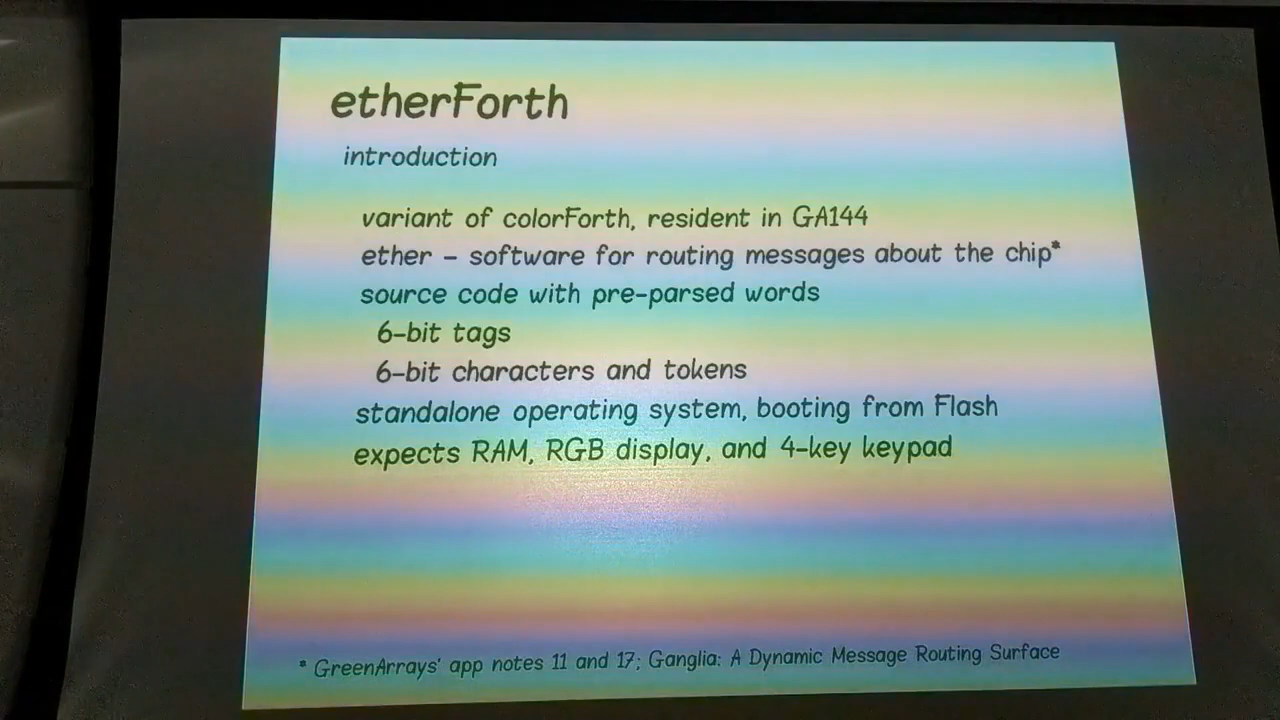 etherForth
introduction
variant of colorForth, resident in GA144
ether – software for routing messages about the chip*
source code with pre-parsed words
6-bit tags
6-bit characters and tokens
standalone operating system, booting from Flash
expects RAM, RGB display, and 4-key keypad
* GreenArrays' app notes 11 and 17; Ganglia: A Dynamic Message Routing Surface